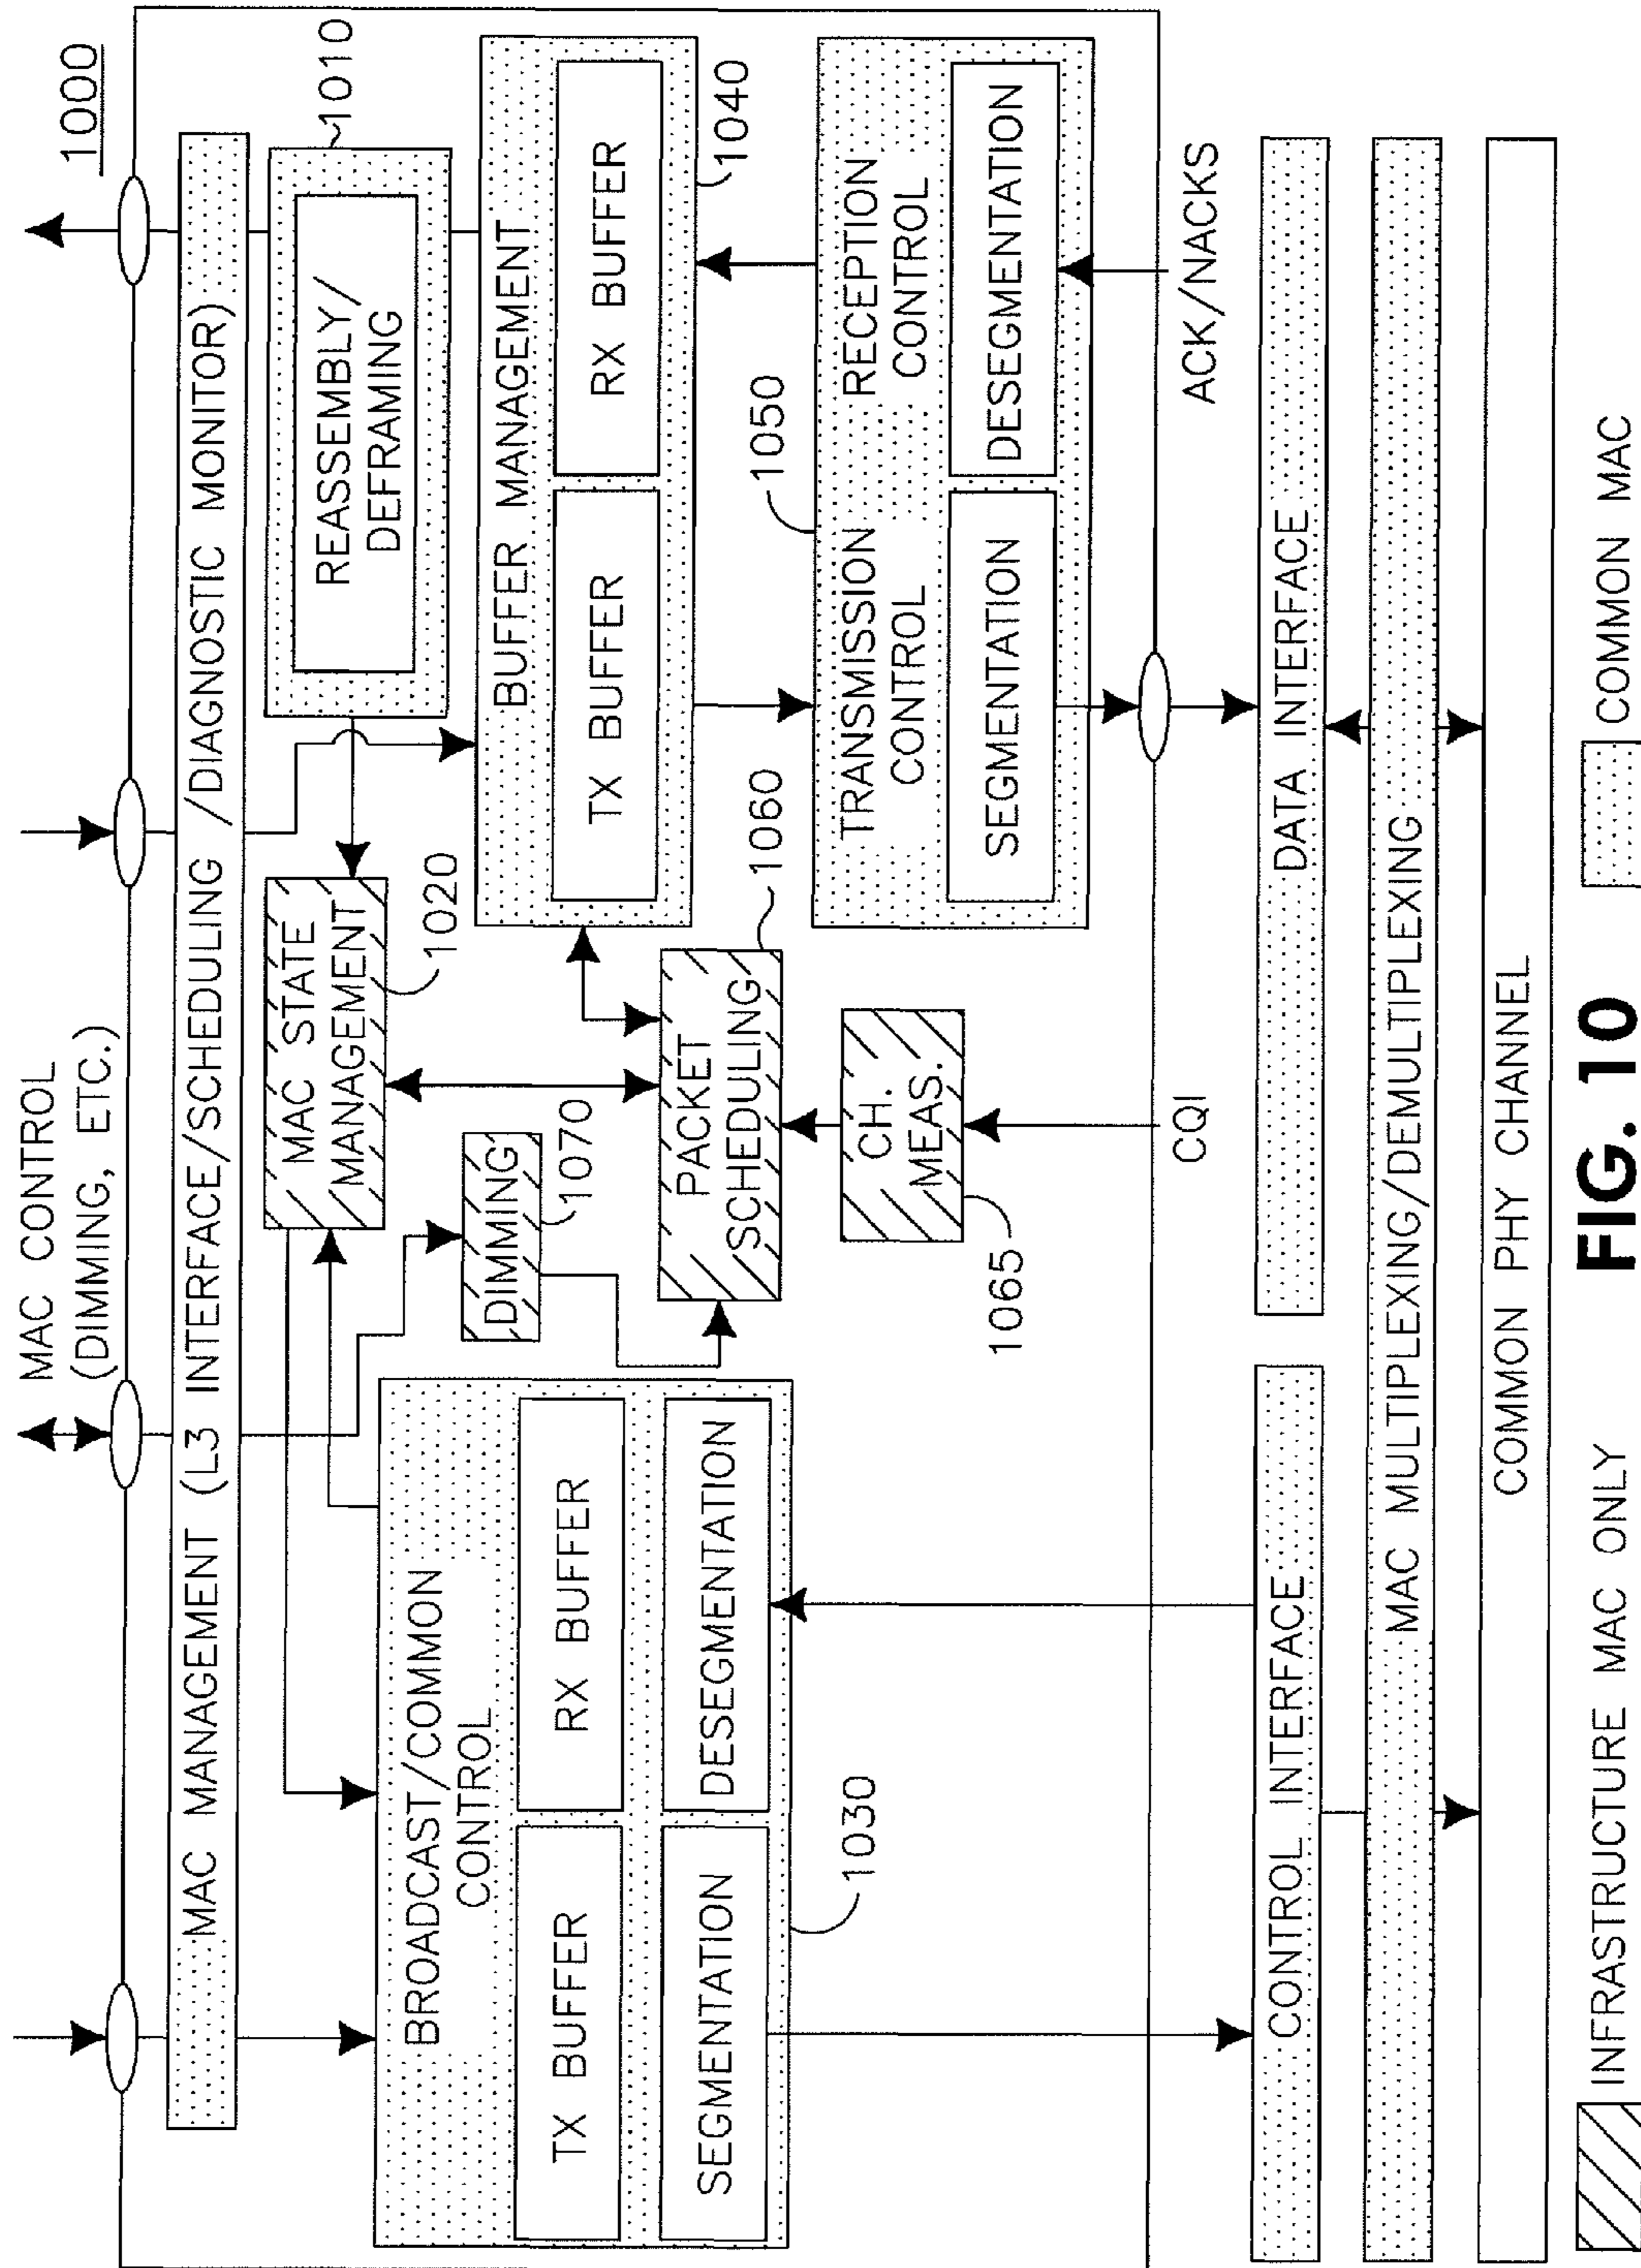 1000
MAC CONTROL
(DIMMING, ETC.)
MAC MANAGEMENT (L3 INTERFACE/SCHEDULING /DIAGNOSTIC MONITOR)
1010
REASSEMBLY/
DEFRAMING
MAC STATE
MANAGEMENT
1020
BROADCAST/COMMON
CONTROL
TX BUFFER
RX BUFFER
SEGMENTATION
DESEGMENTATION
1030
DIMMING
1070
BUFFER MANAGEMENT
TX BUFFER
RX BUFFER
1040
PACKET
SCHEDULING
1060
CH.
MEAS.
1065
1050
TRANSMISSION
CONTROL
RECEPTION
CONTROL
SEGMENTATION
DESEGMENTATION
CQI
ACK/NACKS
CONTROL INTERFACE
DATA INTERFACE
MAC MULTIPLEXING/DEMULTIPLEXING
COMMON PHY CHANNEL
INFRASTRUCTURE MAC ONLY
FIG. 10
COMMON MAC